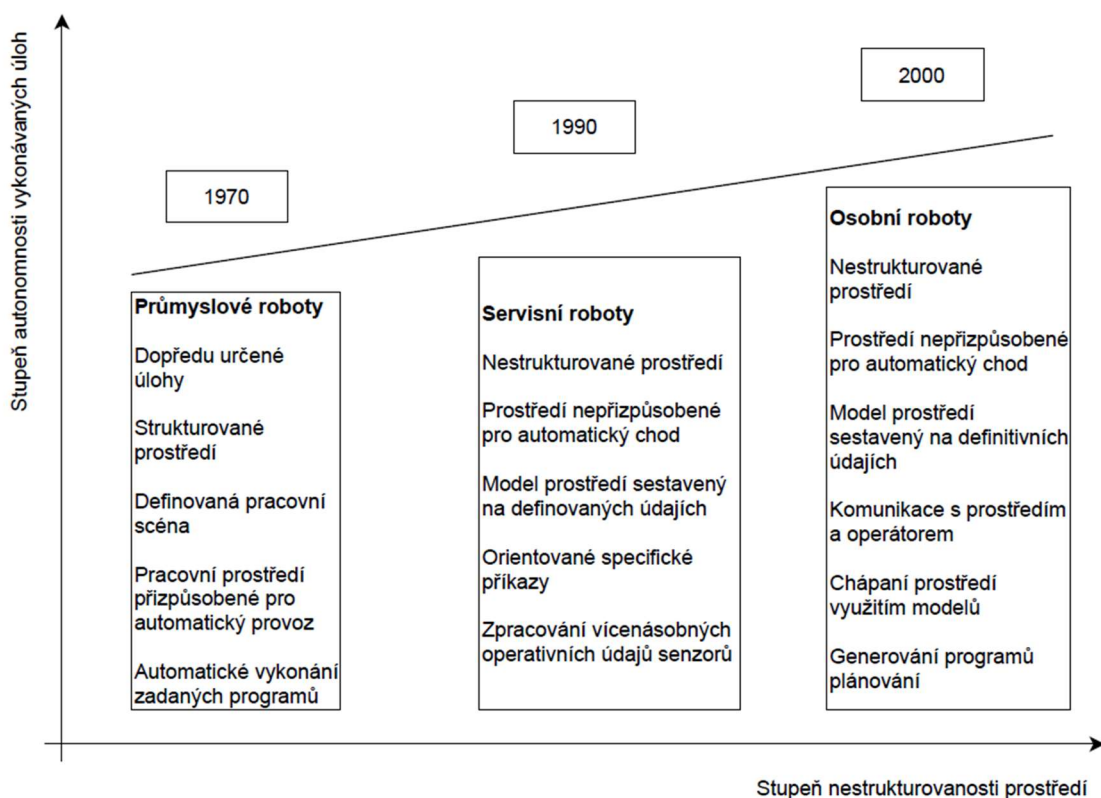 Stupeň autonomnosti vykonávaných úloh
1970
1990
2000
Průmyslové roboty
Dopředu určené
úlohy
Strukturované
prostředí
Definovaná pracovní
scéna
Pracovní prostředí
přizpůsobené pro
automatický provoz
Automatické vykonání
zadaných programů
Servisní roboty
Nestrukturované prostředí
Prostředí nepřizpůsobené
pro automatický chod
Model prostředí sestavený
na definovaných údajích
Orientované specifické
příkazy
Zpracování vícenásobných
operativních údajů senzorů
Osobní roboty
Nestrukturované
prostředí
Prostředí nepřizpůsobené
pro automatický chod
Model prostředí
sestavený na definitivních
údajích
Komunikace s prostředím
a operátorem
Chápaní prostředí
využitím modelů
Generování programů
plánování
Stupeň nestrukturovanosti prostředí